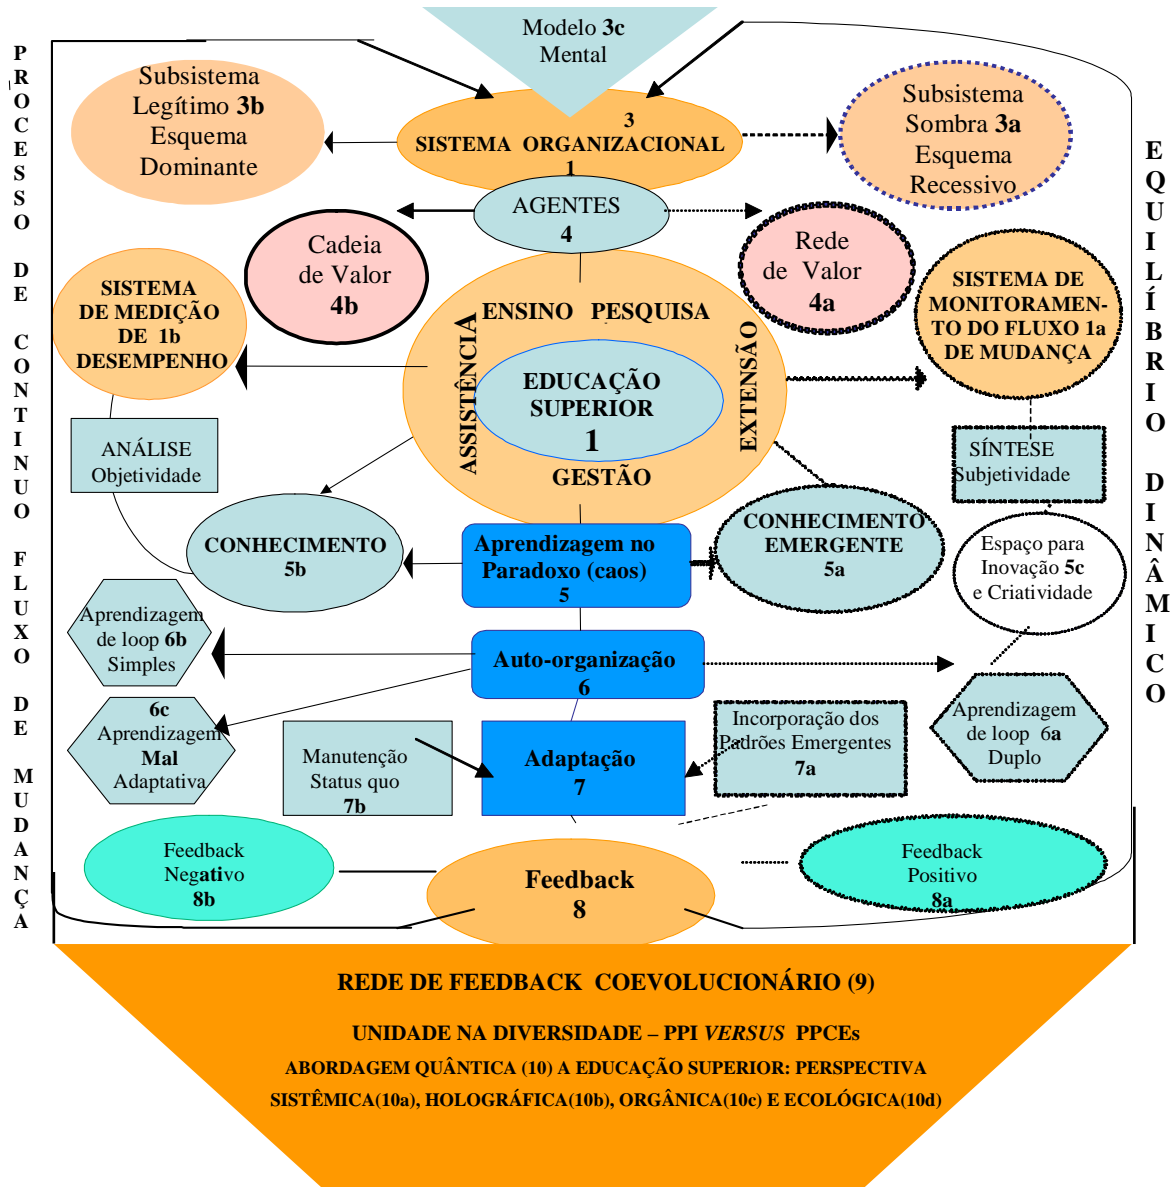 PROCESSO DE CONTINUO FLUXO DE MUDANÇA
Modelo 3c
Mental
Subsistema
Legítimo 3b
Esquema
Dominante
3
SISTEMA ORGANIZACIONAL
1
Subsistema
Sombra 3a
Esquema
Recessivo
EQUILÍBRIO DINÂMICO
AGENTES
4
Cadeia
de Valor
4b
Rede
de Valor
4a
SISTEMA
DE MEDIÇÃO
DE 1b
DESEMPENHO
ENSINO PESQUISA
ASSISTÊNCIA
EXTENSÃO
EDUCAÇÃO
SUPERIOR
1
GESTÃO
SISTEMA DE
MONITORAMEN-
TO DO FLUXO 1a
DE MUDANÇA
ANÁLISE
Objetividade
SÍNTESE
Subjetividade
CONHECIMENTO
5b
Aprendizagem no
Paradoxo (caos)
5
CONHECIMENTO
EMERGENTE
5a
Espaço para
Inovação 5c
e Criatividade
Aprendizagem
de loop 6b
Simples
Auto-organização
6
6c
Aprendizagem
Mal
Adaptativa
Manutenção
Status quo
7b
Adaptação
7
Incorporação dos
Padrões Emergentes
7a
Aprendizagem
de loop 6a
Duplo
Feedback
Negativo
8b
Feedback
8
Feedback
Positivo
8a
REDE DE FEEDBACK COEVOLUCIONÁRIO (9)
UNIDADE NA DIVERSIDADE – PPI VERSUS PPCEs
ABORDAGEM QUÂNTICA (10) A EDUCAÇÃO SUPERIOR: PERSPECTIVA
SISTÊMICA(10a), HOLOGRÁFICA(10b), ORGÂNICA(10c) E ECOLÓGICA(10d)